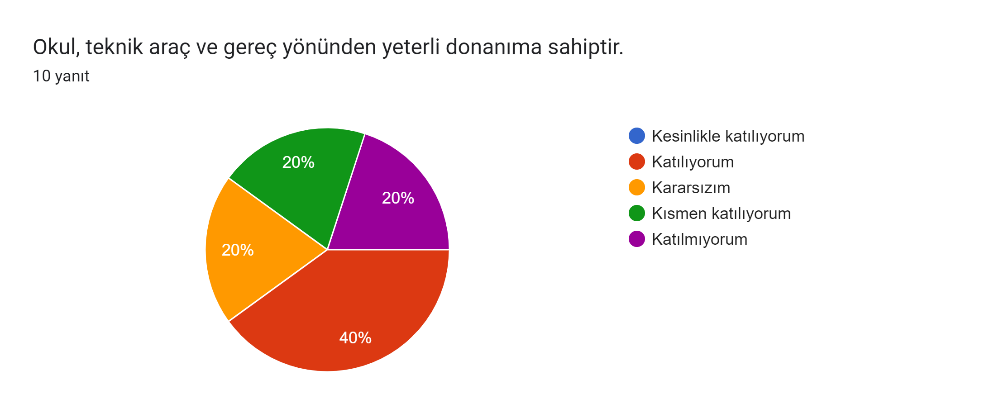 Okul, teknik araç ve gereç yönünden yeterli donanıma sahiptir.
10 yanıt
Kesinlikle katılıyorum
Katılıyorum
Kararsızım
Kısmen katılıyorum
Katılmıyorum
20%
20%
20%
40%